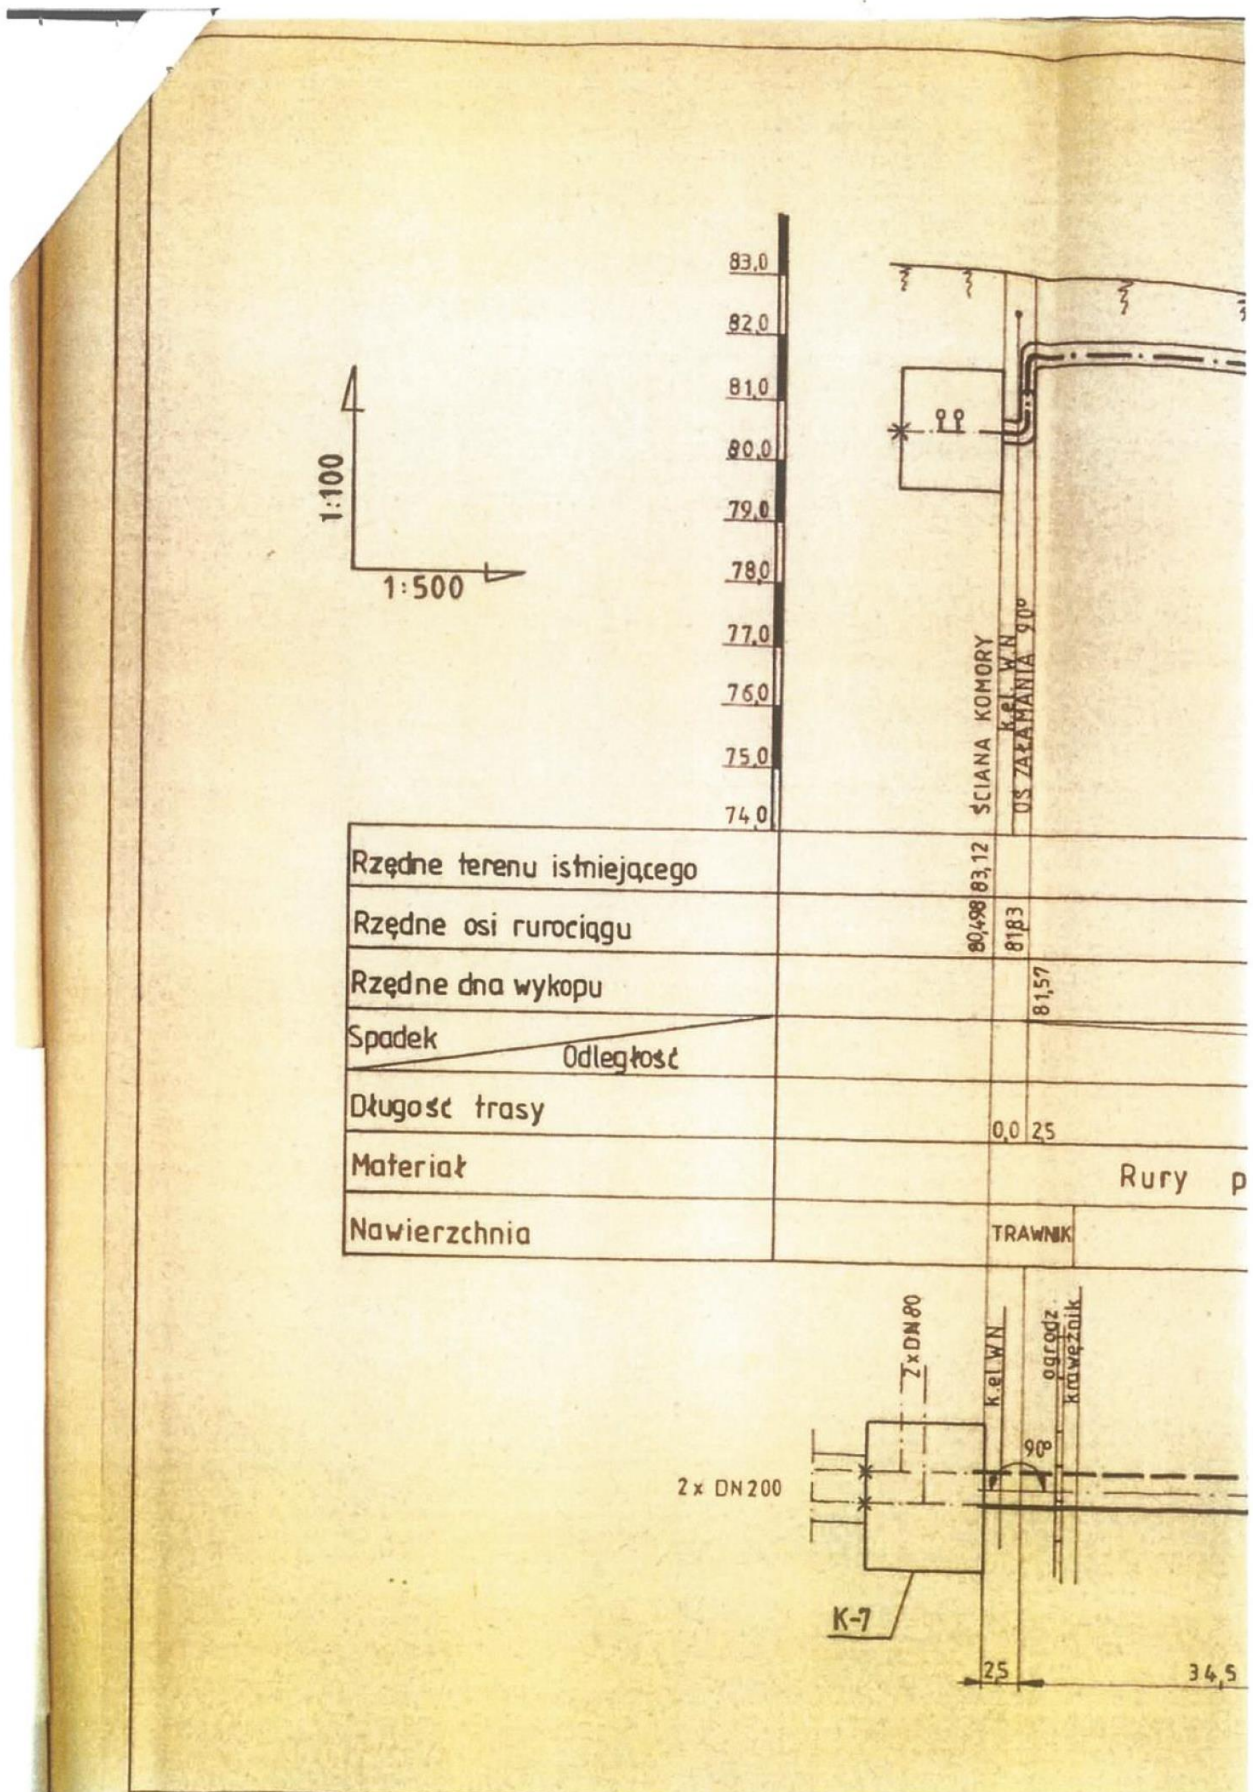 83,0
82,0
81,0
80,0
79,0
78,0
77,0
76,0
75,0
74,0
1:100
1:500
ŚCIANA KOMORY
k.el. W N
OŚ ZAŁAMANIA 90°
Rzędne terenu istniejącego
83,12
Rzędne osi rurociągu
80,498
81,83
Rzędne dna wykopu
81,57
Spadek
Odległość
Długość trasy
0,0 2,5
Materiał
Rury p
Nawierzchnia
TRAWNIK
2xDN80
k.el.W N
ogrodz.
krawężnik
90°
2 x DN200
K-7
2,5
34,5